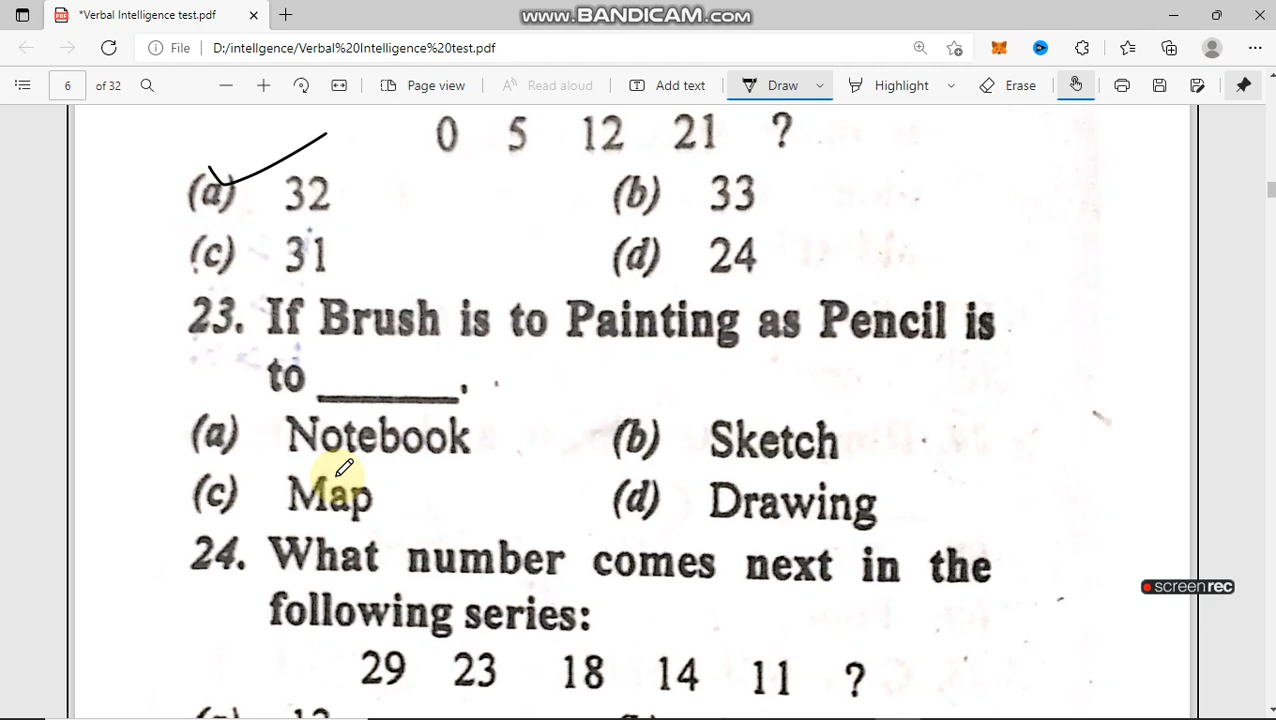 *Verbal Intelligence test.pdf
www.BANDICAM.com
File D:/intellgence/Verbal%20Intelligence%20test.pdf
6 of 32 Page view Read aloud Add text Draw Highlight Erase
0 5 12 21 ?
(a) 32 (b) 33
(c) 31 (d) 24
23. If Brush is to Painting as Pencil is
to ______.
(a) Notebook (b) Sketch
(c) Map (d) Drawing
screenrec
24. What number comes next in the
following series:
29 23 18 14 11 ?